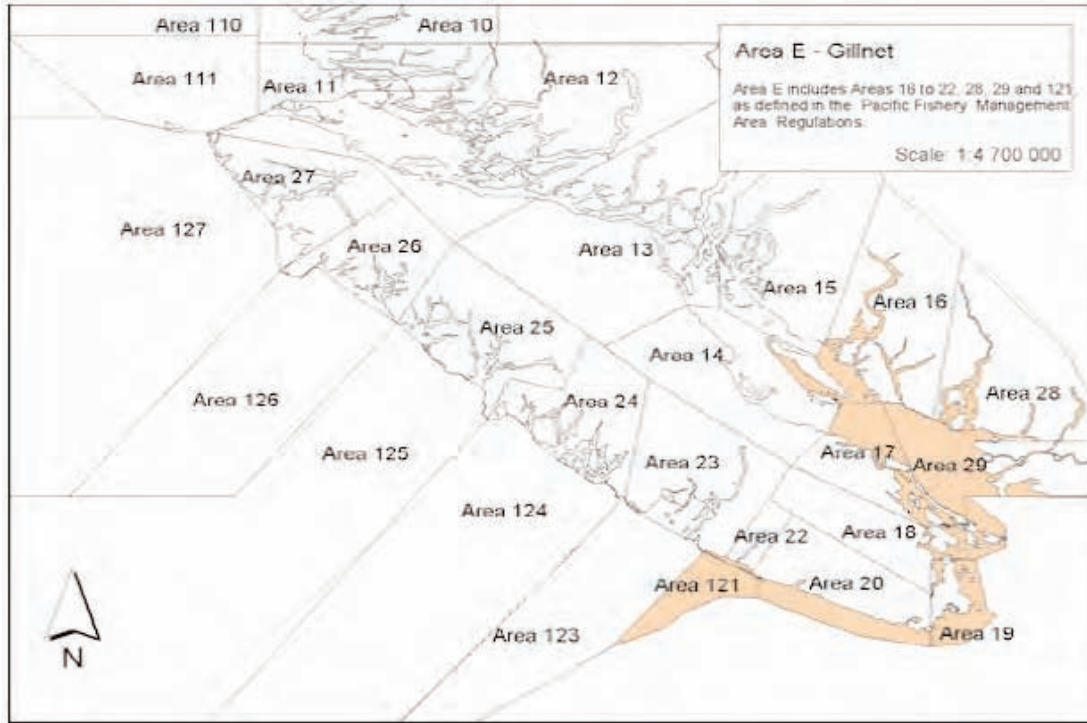 Area 110
Area 10
Area E - Gillnet
Area E includes Areas 16 to 22, 28, 29 and 121
as defined in the Pacific Fishery Management
Area Regulations.
Scale: 1:4 700 000
Area 111
Area 11
Area 12
Area 27
Area 127
Area 26
Area 13
Area 15
Area 16
Area 25
Area 14
Area 126
Area 24
Area 28
Area 125
Area 23
Area 17
Area 29
Area 124
Area 22
Area 18
Area 121
Area 20
Area 123
Area 19
N